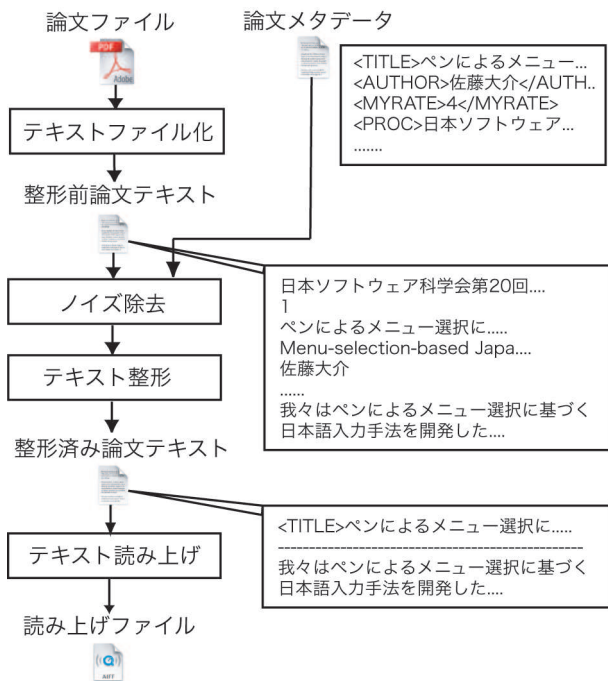 論文ファイル
論文メタデータ
Adobe
<TITLE>ペンによるメニュー...
<AUTHOR>佐藤大介</AUTH..
<MYRATE>4</MYRATE>
<PROC>日本ソフトウェア...
.......
テキストファイル化
整形前論文テキスト
日本ソフトウェア科学会第20回....
1
ペンによるメニュー選択に.....
Menu-selection-based Japa....
佐藤大介
......
我々はペンによるメニュー選択に基づく
日本語入力手法を開発した....
ノイズ除去
テキスト整形
整形済み論文テキスト
<TITLE>ペンによるメニュー選択に.....
------------------------------------------------
我々はペンによるメニュー選択に基づく
日本語入力手法を開発した....
テキスト読み上げ
読み上げファイル
AIFF